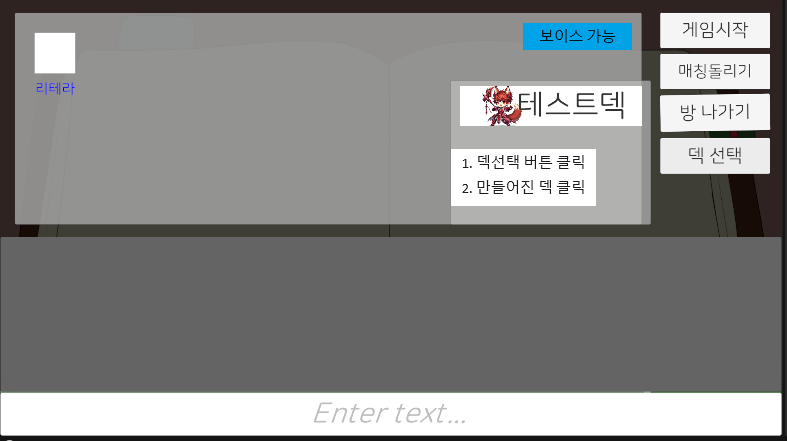 리테라
보이스 가능
테스트덱
1. 덱선택 버튼 클릭
2. 만들어진 덱 클릭
게임시작
매칭돌리기
방 나가기
덱 선택
Enter text...